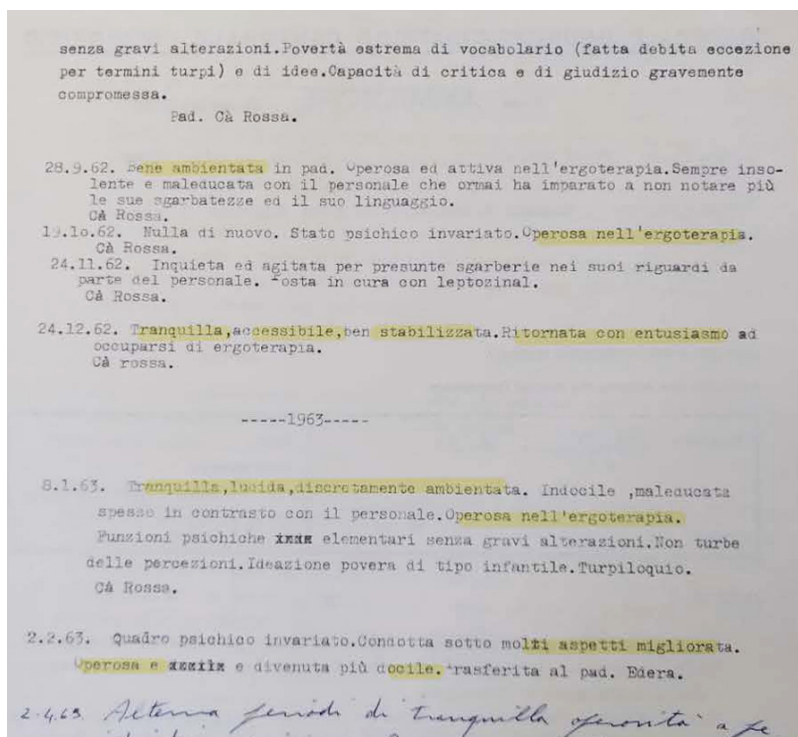 senza gravi alterazioni.Povertà estrema di vocabolario (fatta debita eccezione
per termini turpi) e di idee.Capacità di critica e di giudizio gravemente
compromessa.
Pad. Cà Rossa.
28.9.62. Bene ambientata in pad. Operosa ed attiva nell'ergoterapia.Sempre inso-
lente e maleducata con il personale che ormai ha imparato a non notare più
le sue sgarbatezze ed il suo linguaggio.
Cà Rossa.
19.10.62. Nulla di nuovo. Stato psichico invariato.Operosa nell'ergoterapia.
Cà Rossa.
24.11.62. Inquieta ed agitata per presunte sgarberie nei suoi riguardi da
parte del personale. Posta in cura con leptozinal.
Cà Rossa.
24.12.62. Tranquilla,accessibile,ben stabilizzata.Ritornata con entusiasmo ad
occuparsi di ergoterapia.
Cà rossa.
-----1963-----
8.1.63. Tranquilla,lucida,discretamente ambientata. Indocile ,maleducata
spesso in contrasto con il personale.Operosa nell'ergoterapia.
Funzioni psichiche elementari senza gravi alterazioni.Non turbe
delle percezioni.Ideazione povera di tipo infantile.Turpiloquio.
Cà Rossa.
2.2.63. Quadro psichico invariato.Condotta sotto molti aspetti migliorata.
Operosa e e divenuta più docile.Trasferita al pad. Edera.
2.4.63 Alterna periodi di tranquilla operosità a pe